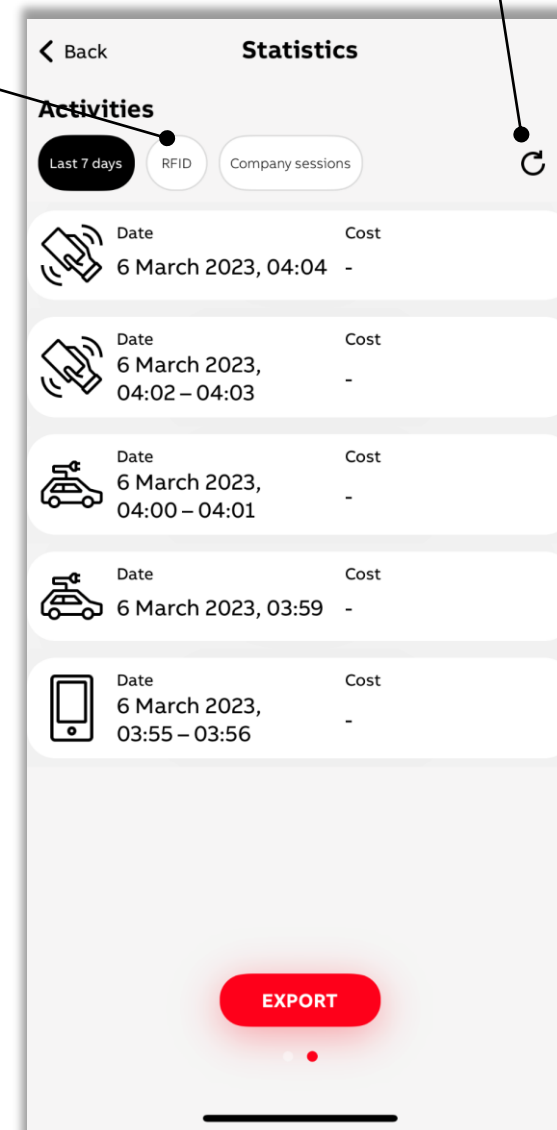 Back
Statistics
Activities
Last 7 days
RFID
Company sessions
Date
Cost
6 March 2023, 04:04
-
Date
Cost
6 March 2023,
04:02 – 04:03
-
Date
Cost
6 March 2023,
04:00 – 04:01
-
Date
Cost
6 March 2023, 03:59
-
Date
Cost
6 March 2023,
03:55 – 03:56
-
EXPORT